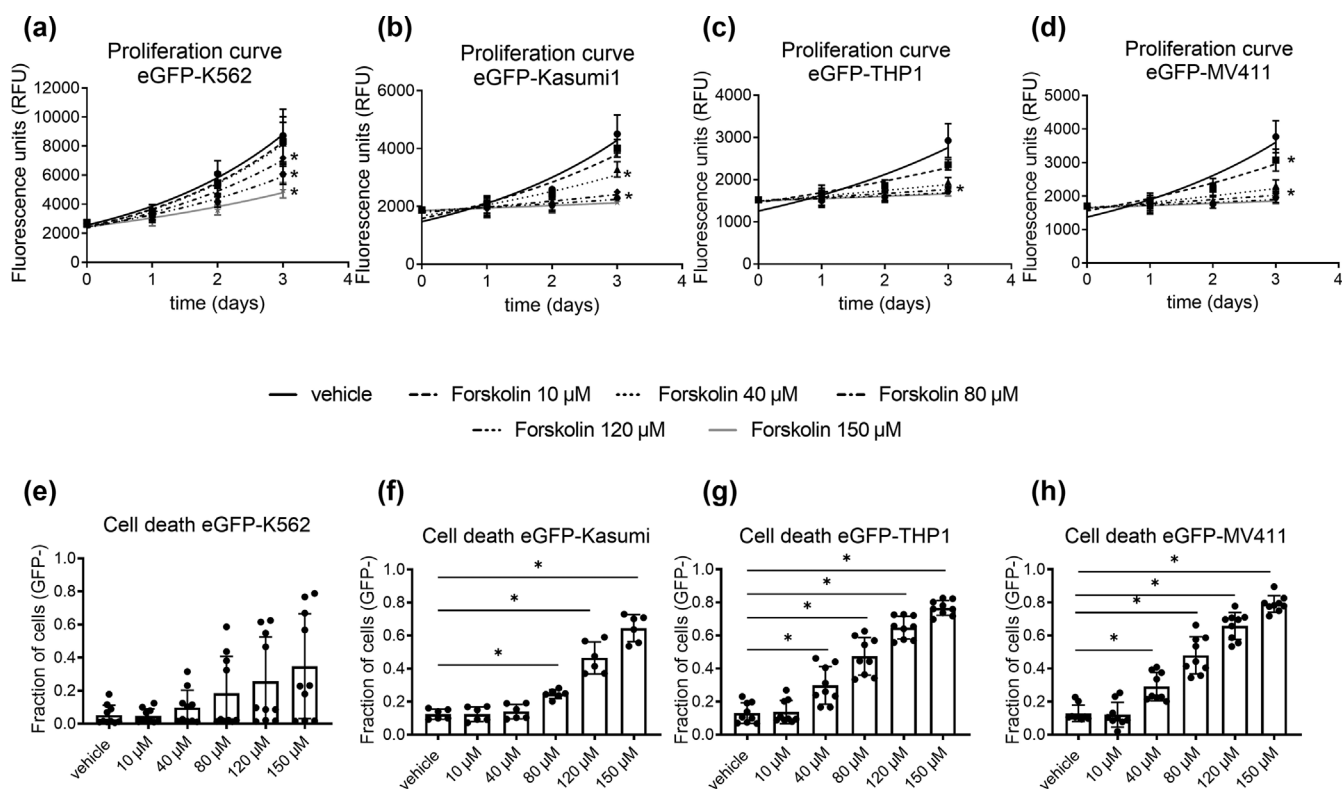 (a)
Proliferation curve
eGFP-K562
Fluorescence units (RFU)
12000
10000
8000
6000
4000
2000
0
0 1 2 3 4
*
*
*
time (days)
(b)
Proliferation curve
eGFP-Kasumi1
Fluorescence units (RFU)
6000
4000
2000
0
0 1 2 3 4
*
*
time (days)
(c)
Proliferation curve
eGFP-THP1
Fluorescence units (RFU)
4000
3000
2000
1000
0
0 1 2 3 4
*
time (days)
(d)
Proliferation curve
eGFP-MV411
Fluorescence units (RFU)
5000
4000
3000
2000
1000
0
0 1 2 3 4
*
*
time (days)
vehicle Forskolin 10 µM Forskolin 40 µM Forskolin 80 µM
Forskolin 120 µM Forskolin 150 µM
(e)
Cell death eGFP-K562
Fraction of cells (GFP-)
1.0
0.8
0.6
0.4
0.2
0.0
vehicle 10 µM 40 µM 80 µM 120 µM 150 µM
(f)
Cell death eGFP-Kasumi
Fraction of cells (GFP-)
1.0
0.8
0.6
0.4
0.2
0.0
*
*
*
vehicle 10 µM 40 µM 80 µM 120 µM 150 µM
(g)
Cell death eGFP-THP1
Fraction of cells (GFP-)
1.0
0.8
0.6
0.4
0.2
0.0
*
*
*
*
vehicle 10 µM 40 µM 80 µM 120 µM 150 µM
(h)
Cell death eGFP-MV411
Fraction of cells (GFP-)
1.0
0.8
0.6
0.4
0.2
0.0
*
*
*
*
vehicle 10 µM 40 µM 80 µM 120 µM 150 µM